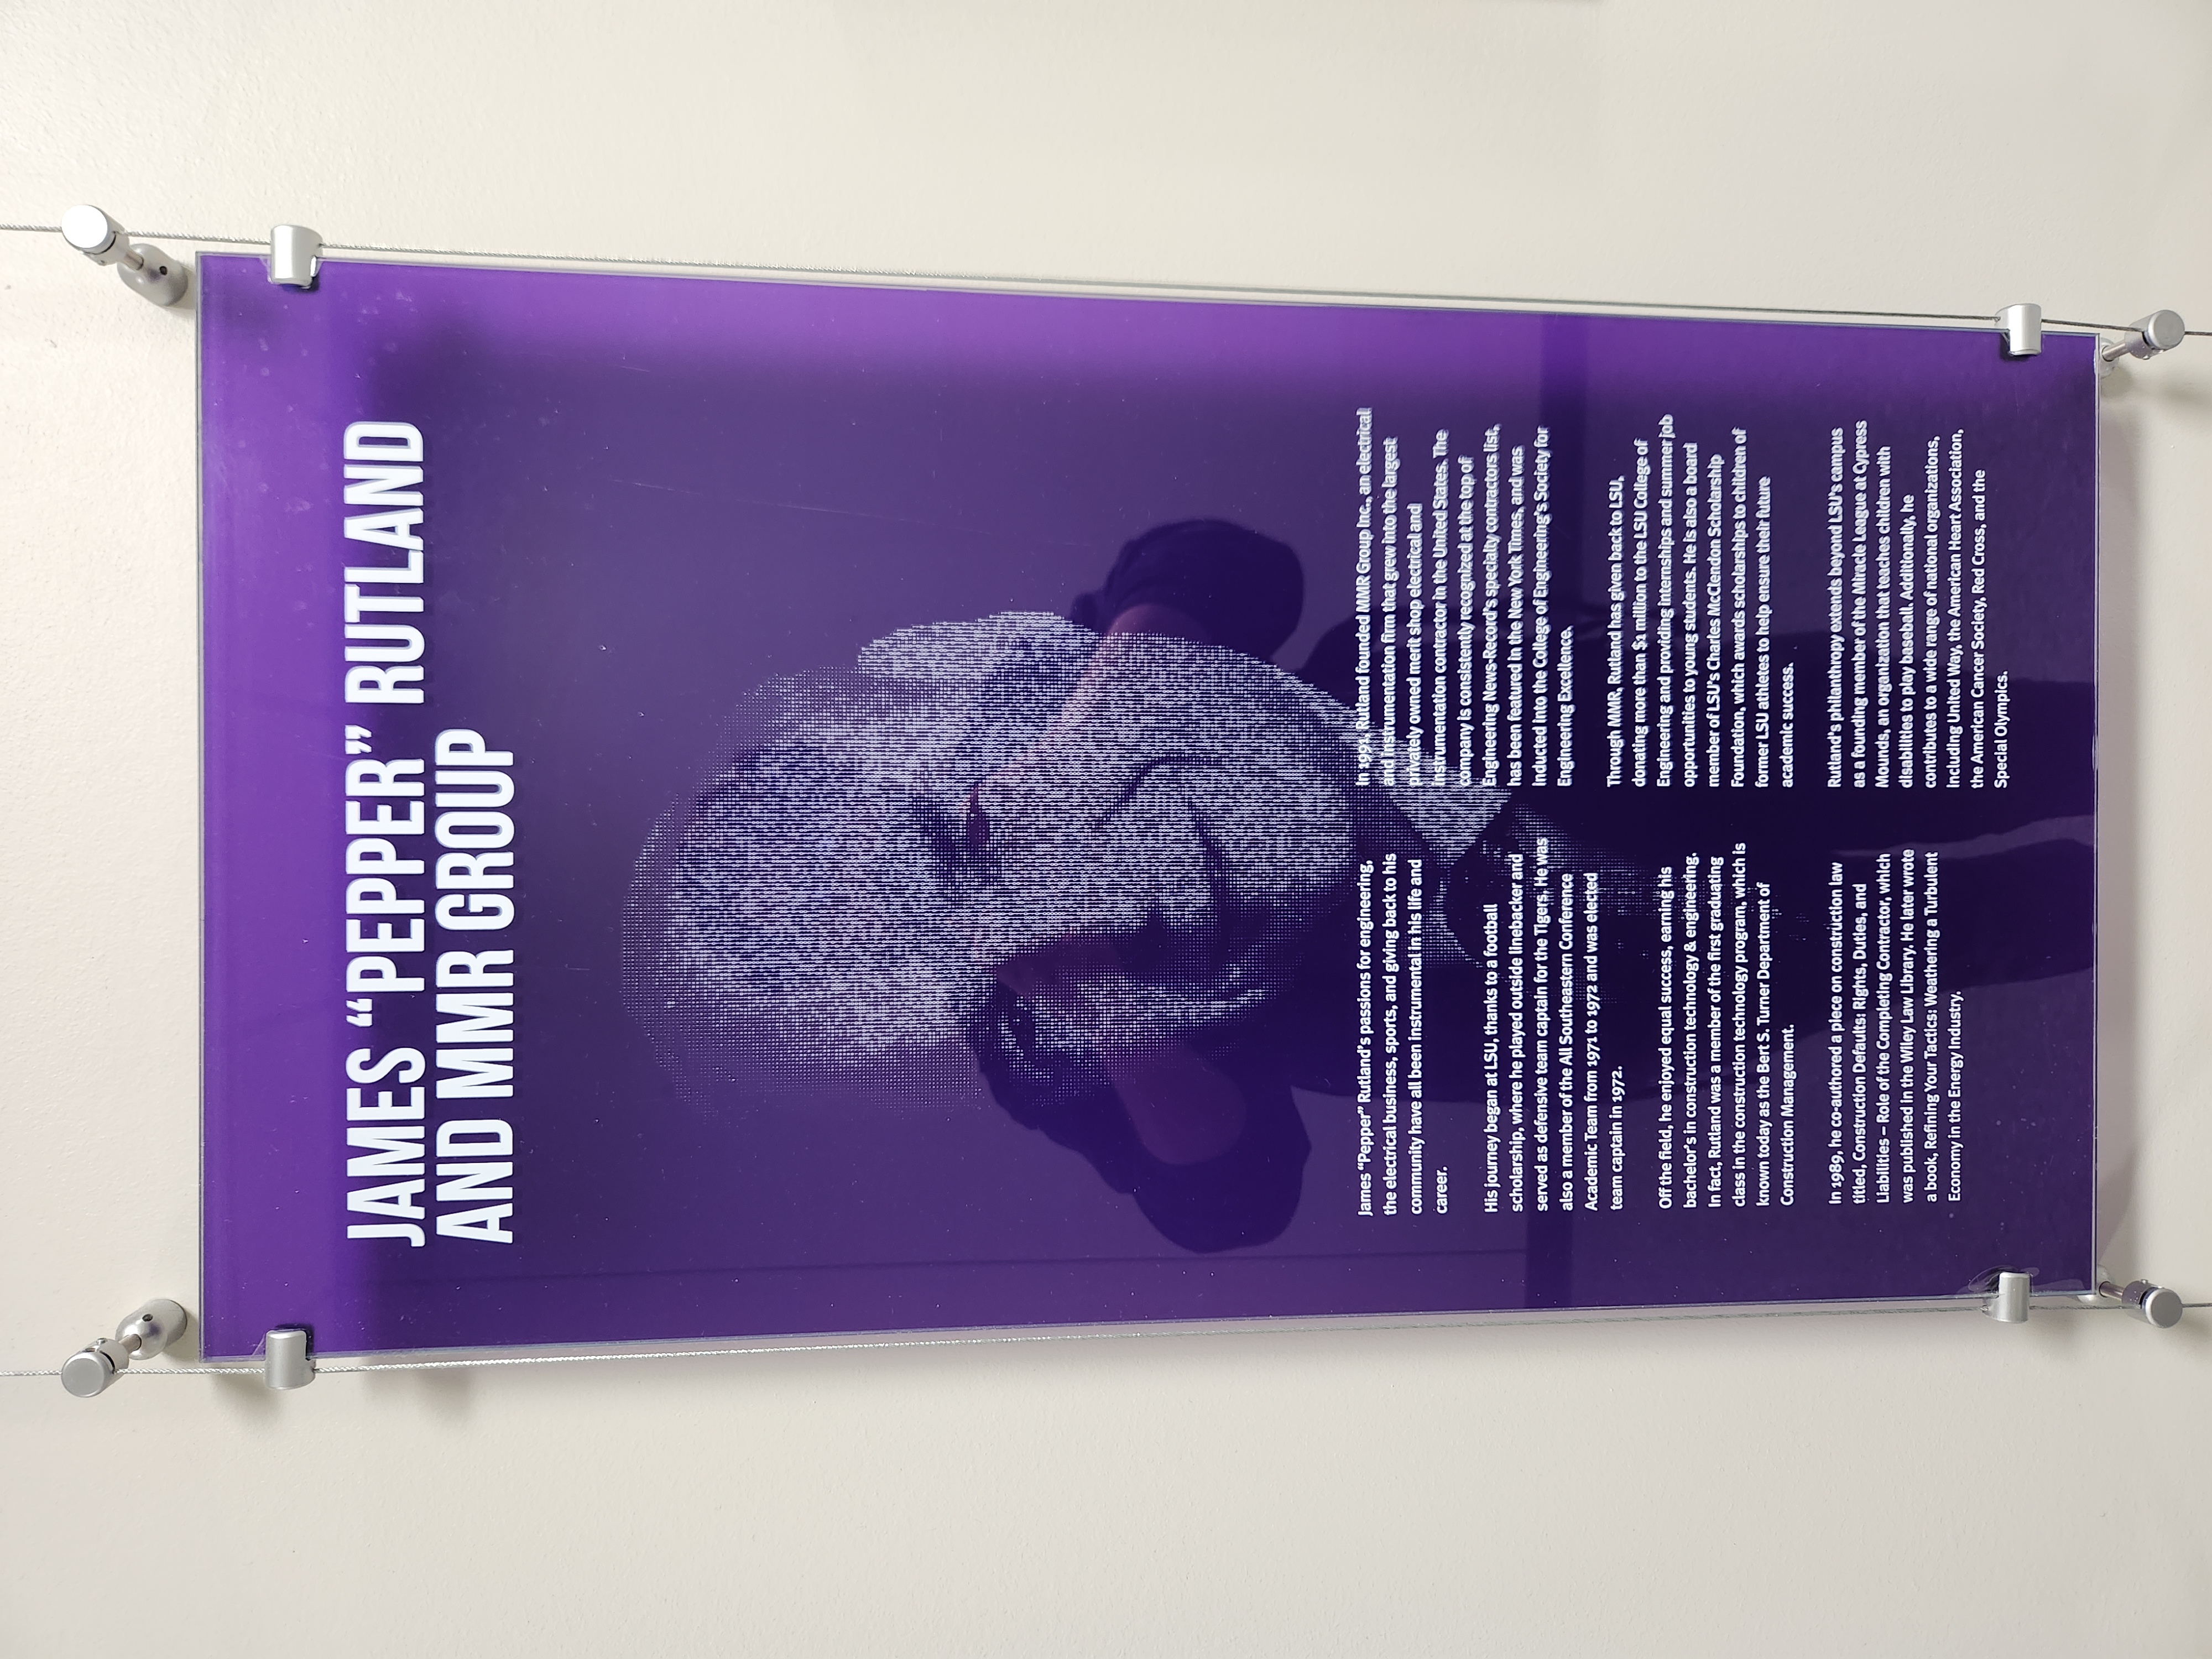 JAMES “PEPPER” RUTLAND
AND MMR GROUP
James “Pepper” Rutland’s passions for engineering,
the electrical business, sports, and giving back to his
community have all been instrumental in his life and
career.
His journey began at LSU, thanks to a football
scholarship, where he played outside linebacker and
served as defensive team captain for the Tigers. He was
also a member of the All Southeastern Conference
Academic Team from 1971 to 1972 and was elected
team captain in 1972.
Off the field, he enjoyed equal success, earning his
bachelor’s in construction technology & engineering.
In fact, Rutland was a member of the first graduating
class in the construction technology program, which is
known today as the Bert S. Turner Department of
Construction Management.
In 1989, he co-authored a piece on construction law
titled, Construction Defaults: Rights, Duties, and
Liabilities – Role of the Completing Contractor, which
was published in the Wiley Law Library. He later wrote
a book, Refining Your Tactics: Weathering a Turbulent
Economy in the Energy Industry.
In 1991, Rutland founded MMR Group Inc., an electrical
and instrumentation firm that grew into the largest
privately owned merit shop electrical and
instrumentation contractor in the United States. The
company is consistently recognized at the top of
Engineering News-Record’s specialty contractors list,
has been featured in the New York Times, and was
inducted into the College of Engineering’s Society for
Engineering Excellence.
Through MMR, Rutland has given back to LSU,
donating more than $1 million to the LSU College of
Engineering and providing internships and summer job
opportunities to young students. He is also a board
member of LSU’s Charles McClendon Scholarship
Foundation, which awards scholarships to children of
former LSU athletes to help ensure their future
academic success.
Rutland’s philanthropy extends beyond LSU’s campus
as a founding member of the Miracle League at Cypress
Mounds, an organization that teaches children with
disabilities to play baseball. Additionally, he
contributes to a wide range of national organizations,
including United Way, the American Heart Association,
the American Cancer Society, Red Cross, and the
Special Olympics.